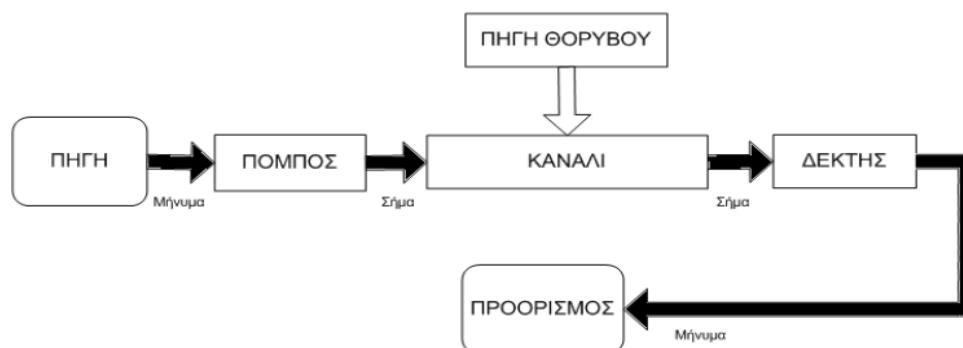 ΠΗΓΗ ΘΟΡΥΒΟΥ
ΠΗΓΗ
ΠΟΜΠΟΣ
ΚΑΝΑΛΙ
ΔΕΚΤΗΣ
Μήνυμα
Σήμα
Σήμα
ΠΡΟΟΡΙΣΜΟΣ
Μήνυμα